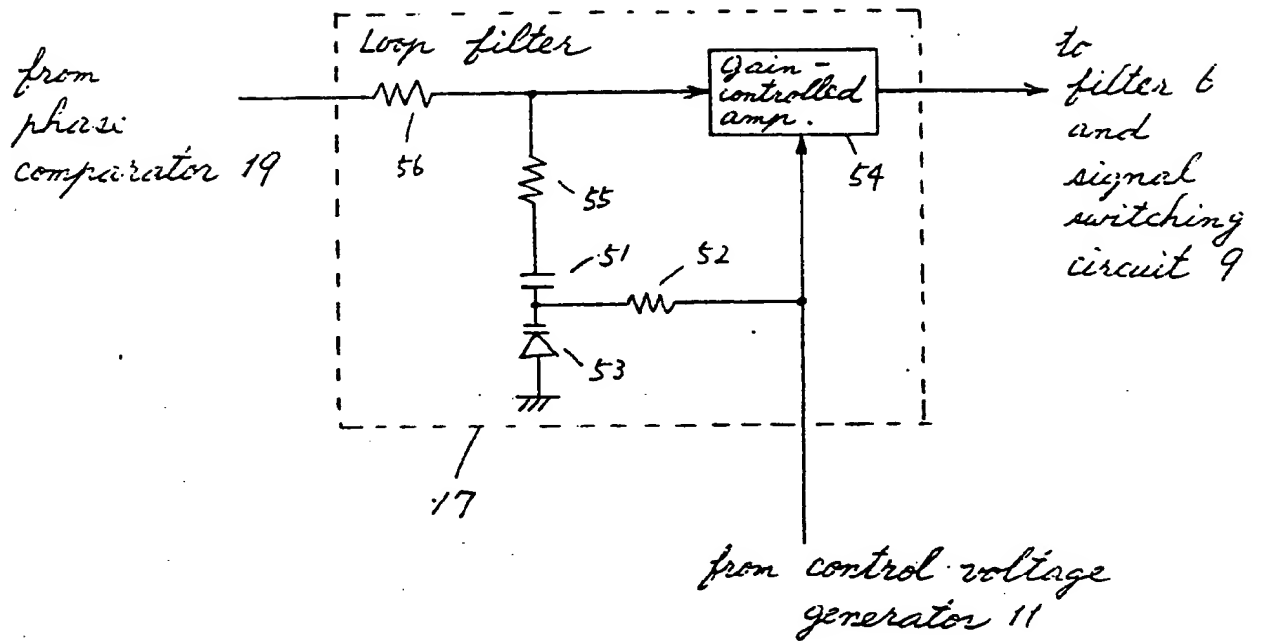 Loop filter
from
phase
comparator 19
56
Gain-
controlled
amp.
54
to
filter 6
and
signal
switching
circuit 9
55
51
52
53
17
from control voltage
generator 11